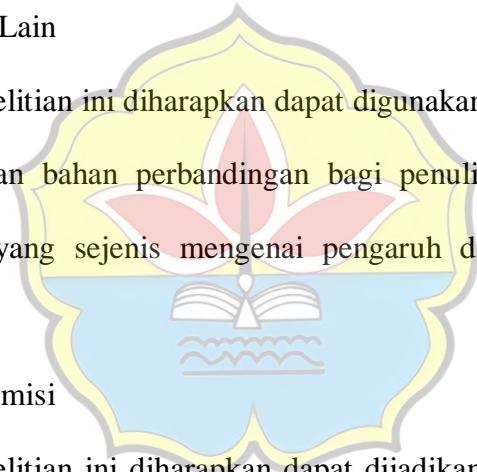 Lain
elitian ini diharapkan dapat digunakan
an bahan perbandingan bagi penuli
yang sejenis mengenai pengaruh d
misi
elitian ini diharapkan dapat dijadikan